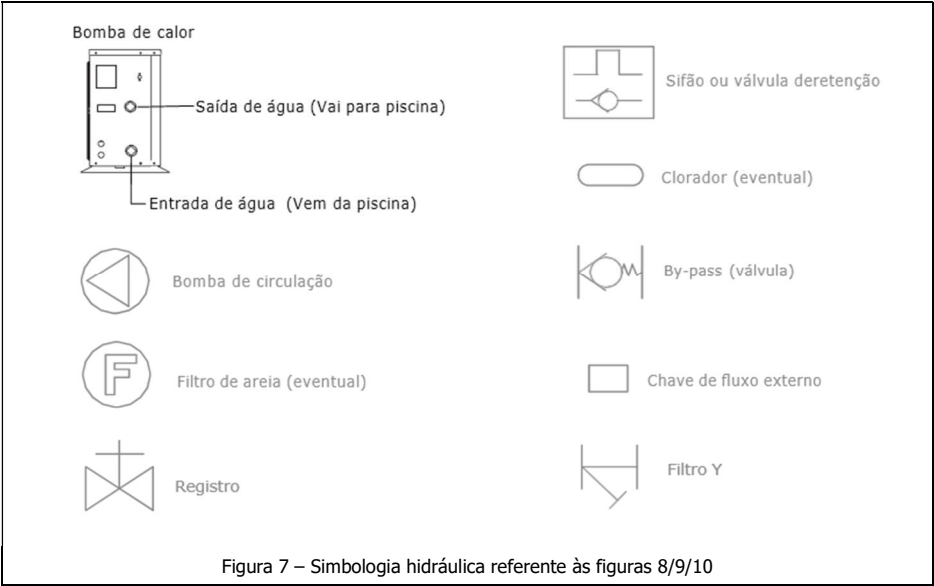 Bomba de calor
Saída de água (Vai para piscina)
Entrada de água (Vem da piscina)
Bomba de circulação
F
Filtro de areia (eventual)
Registro
Sifão ou válvula deretenção
Clorador (eventual)
By-pass (válvula)
Chave de fluxo externo
Filtro Y
Figura 7 – Simbologia hidráulica referente às figuras 8/9/10